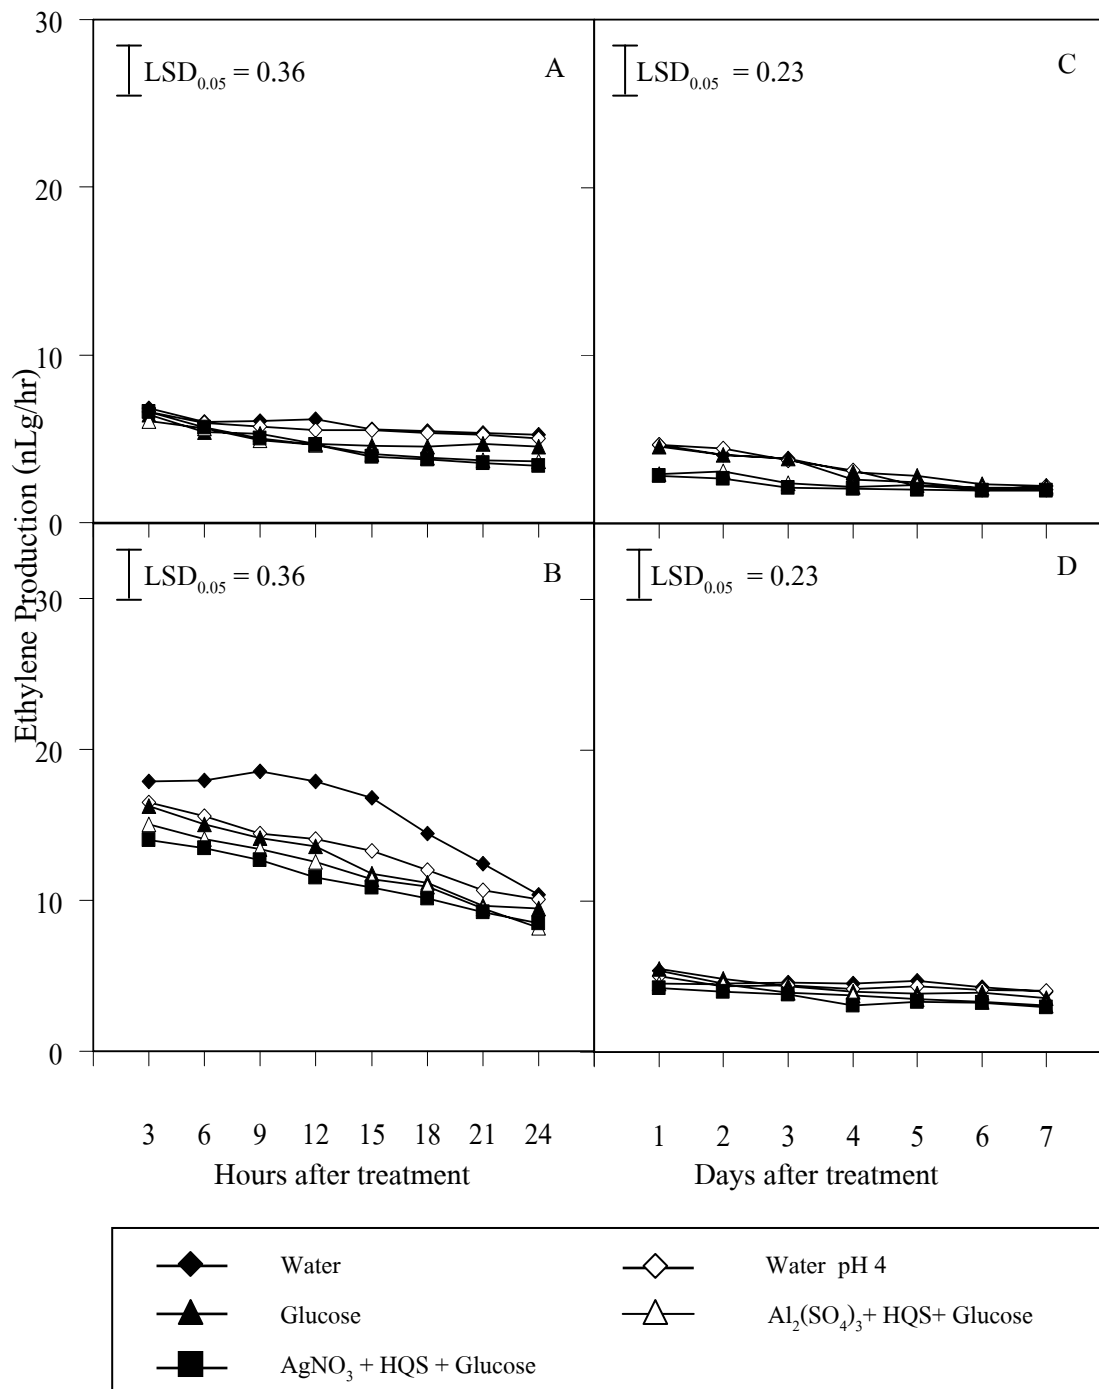 30
LSD0.05 = 0.36
A
LSD0.05 = 0.23
C
20
10
0
Ethylene Production (nLg/hr)
LSD0.05 = 0.36
B
LSD0.05 = 0.23
D
30
20
10
0
3 6 9 12 15 18 21 24
1 2 3 4 5 6 7
Hours after treatment
Days after treatment
Water
Water pH 4
Glucose
Al2(SO4)3+ HQS+ Glucose
AgNO3 + HQS + Glucose